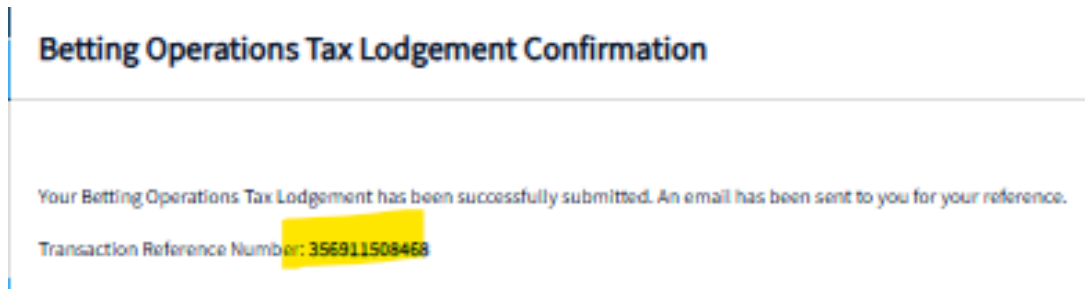 Betting Operations Tax Lodgement Confirmation
Your Betting Operations Tax Lodgement has been successfully submitted. An email has been sent to you for your reference.
Transaction Reference Number: 356911508468